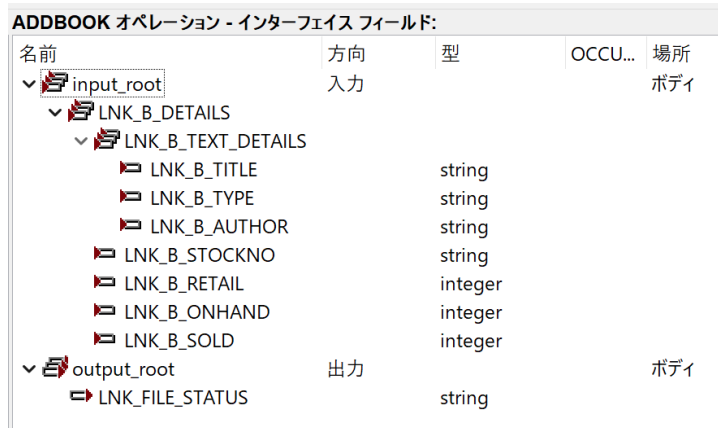 ADDBOOK オペレーション - インターフェイス フィールド:
名前 方向 型 OCCU... 場所
input_root 入力 ボディ
LNK_B_DETAILS
LNK_B_TEXT_DETAILS
LNK_B_TITLE string
LNK_B_TYPE string
LNK_B_AUTHOR string
LNK_B_STOCKNO string
LNK_B_RETAIL integer
LNK_B_ONHAND integer
LNK_B_SOLD integer
output_root 出力 ボディ
LNK_FILE_STATUS string